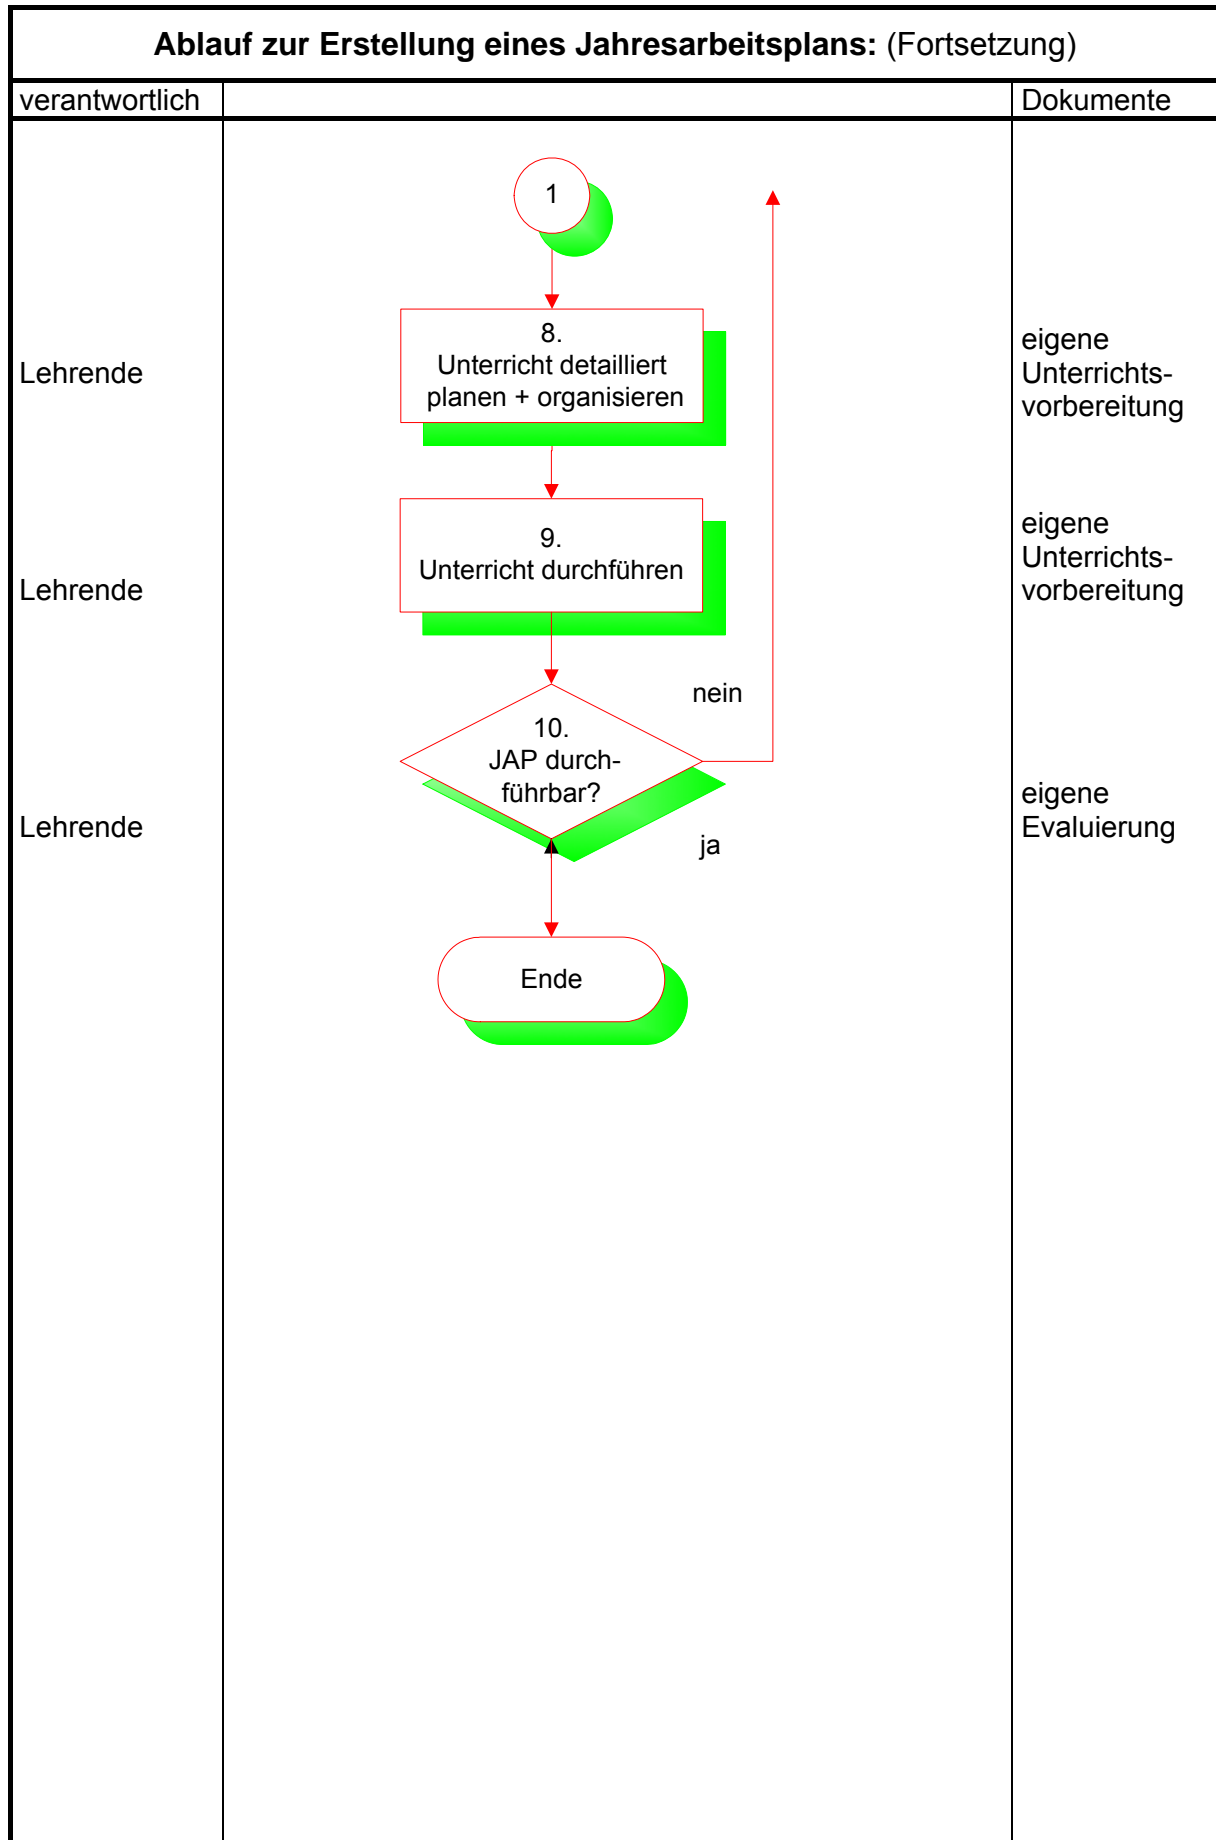 Ablauf zur Erstellung eines Jahresarbeitsplans: (Fortsetzung)
verantwortlich
Dokumente
1
8.
Unterricht detailliert
planen + organisieren
Lehrende
eigene
Unterrichts-
vorbereitung
9.
Unterricht durchführen
Lehrende
eigene
Unterrichts-
vorbereitung
nein
10.
JAP durch-
führbar?
Lehrende
eigene
Evaluierung
ja
Ende